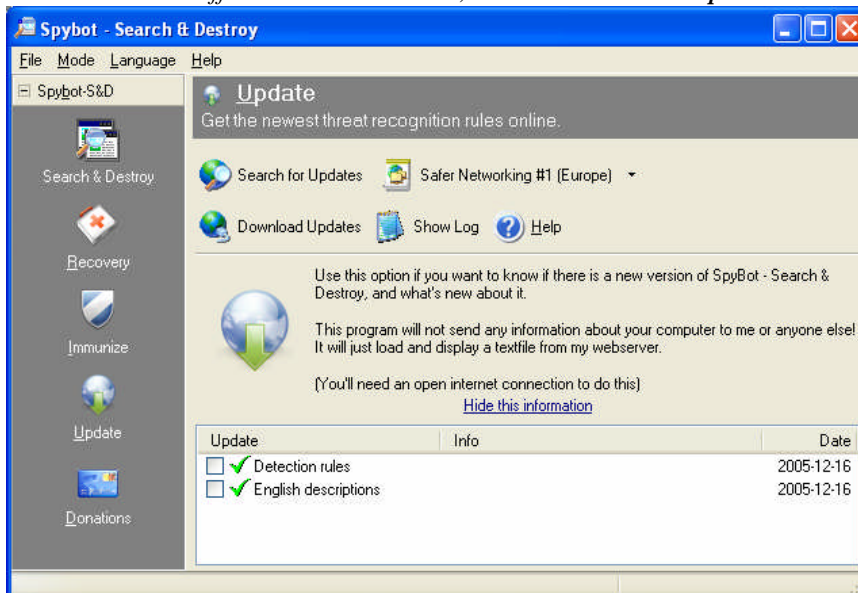 Spybot - Search & Destroy
File Mode Language Help
Spybot-S&D
Search & Destroy
Recovery
Immunize
Update
Donations
Update
Get the newest threat recognition rules online.
Search for Updates Safer Networking #1 (Europe)
Download Updates Show Log Help
Use this option if you want to know if there is a new version of SpyBot - Search &
Destroy, and what's new about it.
This program will not send any information about your computer to me or anyone else!
It will just load and display a textfile from my webserver.
(You'll need an open internet connection to do this)
Hide this information
Update Info Date
Detection rules 2005-12-16
English descriptions 2005-12-16